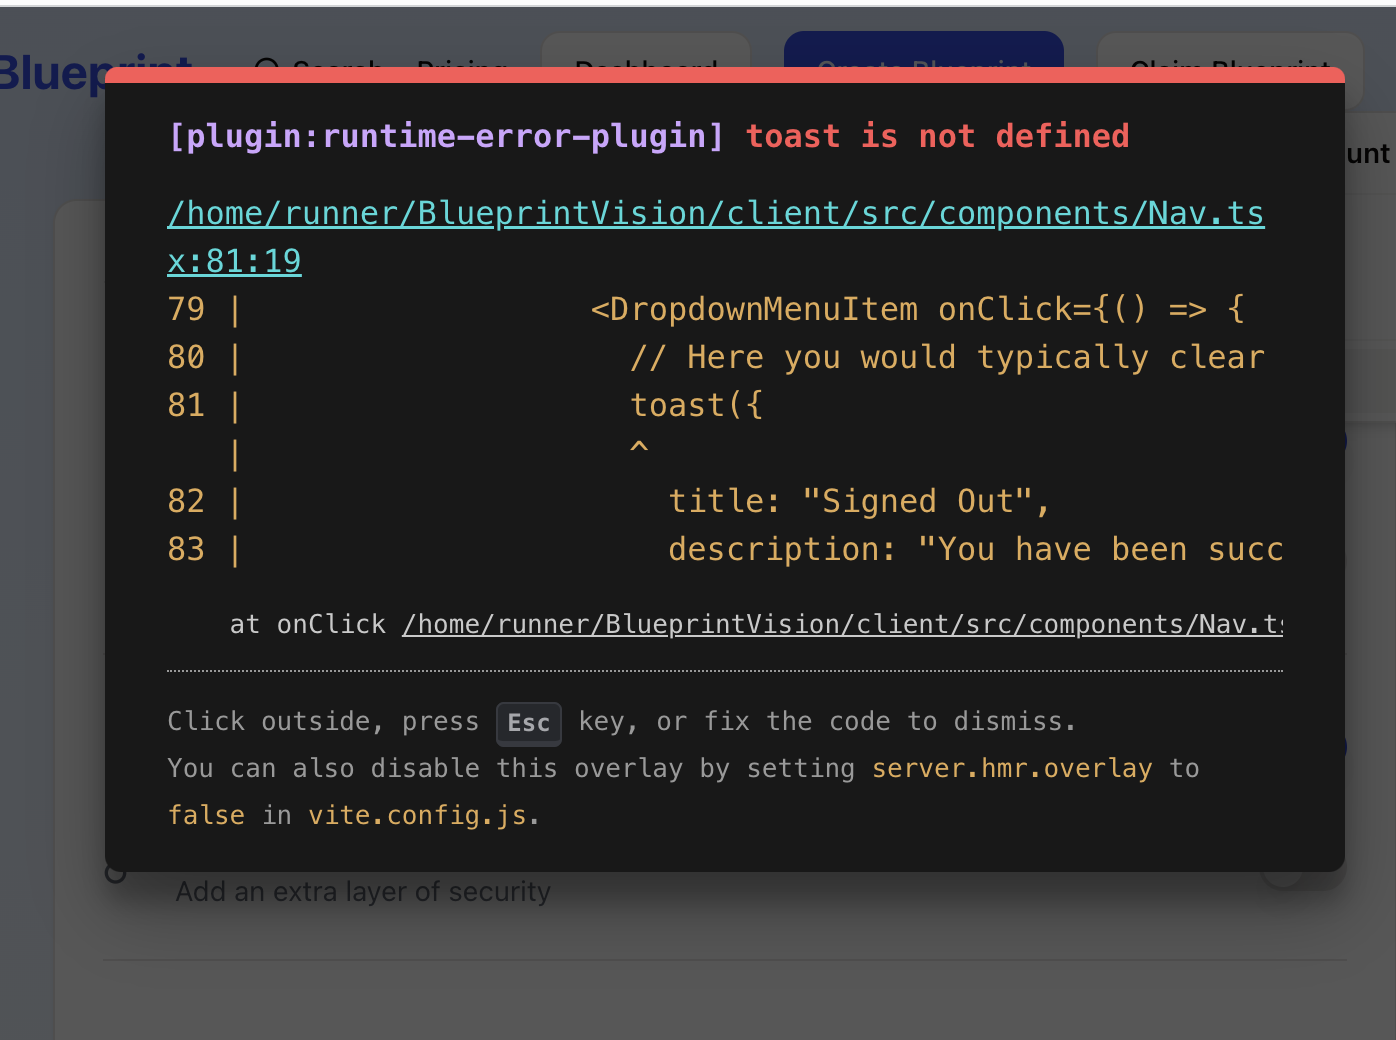 Blueprint Search Pricing Dashboard Create Blueprint Claim Blueprint
unt
[plugin:runtime-error-plugin] toast is not defined
/home/runner/BlueprintVision/client/src/components/Nav.ts
x:81:19
79 | <DropdownMenuItem onClick={() => {
80 | // Here you would typically clear
81 | toast({
| ^
82 | title: "Signed Out",
83 | description: "You have been succ
at onClick /home/runner/BlueprintVision/client/src/components/Nav.ts
Click outside, press Esc key, or fix the code to dismiss.
You can also disable this overlay by setting server.hmr.overlay to
false in vite.config.js.
Add an extra layer of security